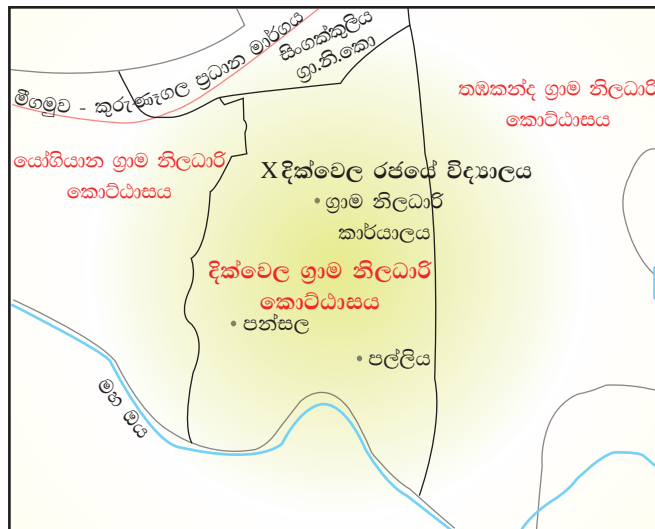 මීගමුව - කුරුණෑගල ප්‍රධාන මාර්ගය
සිංගක්කුලිය
ග්‍රා.නි.කො
තඹකන්ද ග්‍රාම නිලධාරි
කොට්ඨාසය
යෝගියාන ග්‍රාම නිලධාරි
කොට්ඨාසය
X දික්වෙල රජයේ විද්‍යාලය
ග්‍රාම නිලධාරි
කාර්යාලය
දික්වෙල ග්‍රාම නිලධාරි
කොට්ඨාසය
පන්සල
පල්ලිය
මහ ඔය